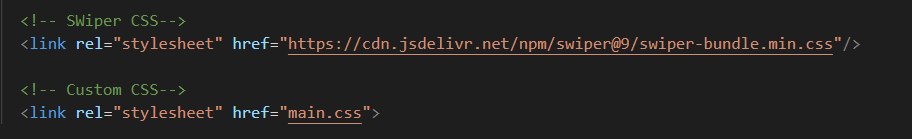 <!-- SWiper CSS-->
<link rel="stylesheet" href="https://cdn.jsdelivr.net/npm/swiper@9/swiper-bundle.min.css"/>
<!-- Custom CSS-->
<link rel="stylesheet" href="main.css">